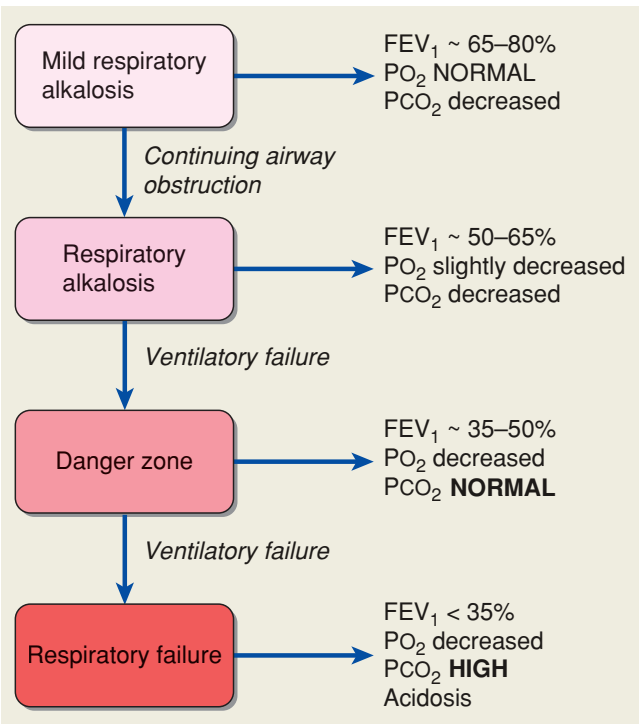 Mild respiratory
alkalosis
FEV₁ ~ 65–80%
PO₂ NORMAL
PCO₂ decreased
Continuing airway
obstruction
Respiratory
alkalosis
FEV₁ ~ 50–65%
PO₂ slightly decreased
PCO₂ decreased
Ventilatory failure
Danger zone
FEV₁ ~ 35–50%
PO₂ decreased
PCO₂ NORMAL
Ventilatory failure
Respiratory failure
FEV₁ < 35%
PO₂ decreased
PCO₂ HIGH
Acidosis